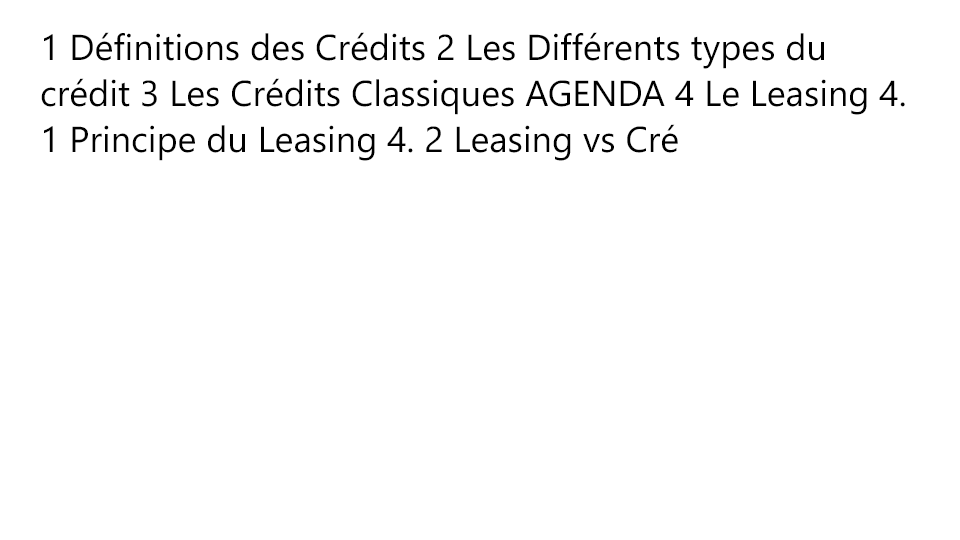 1 Définitions des Crédits 2 Les Différents types du
crédit 3 Les Crédits Classiques AGENDA 4 Le Leasing 4.
1 Principe du Leasing 4. 2 Leasing vs Cré